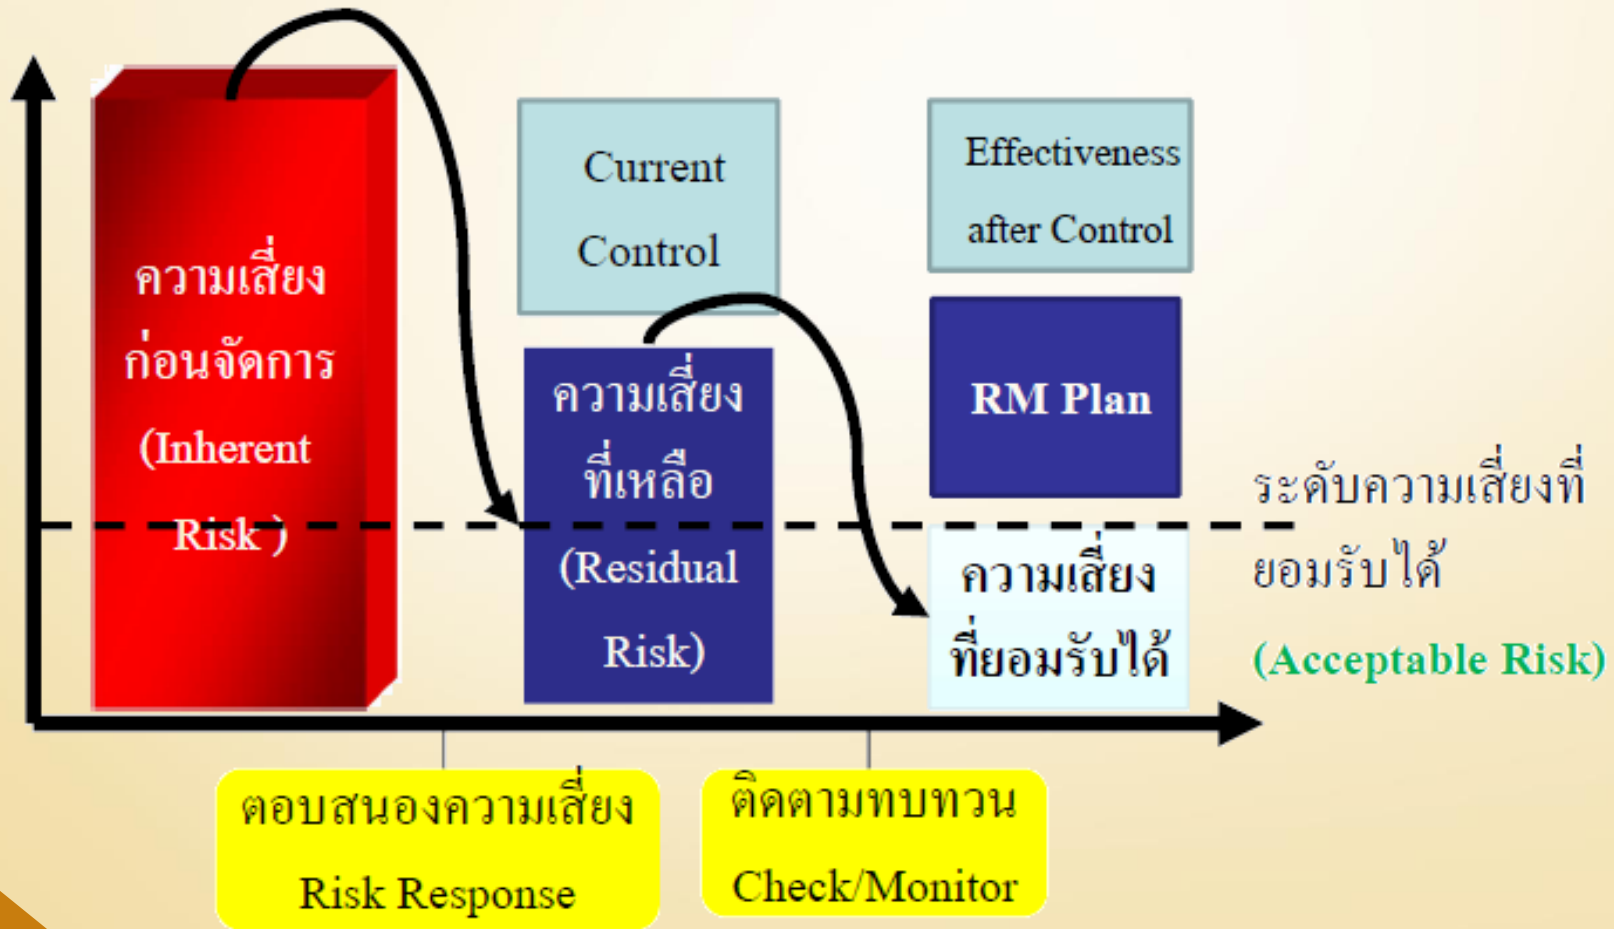 ความเสี่ยง
ก่อนจัดการ
(Inherent
Risk )
Current
Control
ความเสี่ยง
ที่เหลือ
(Residual
Risk)
Effectiveness
after Control
RM Plan
ความเสี่ยง
ที่ยอมรับได้
ระดับความเสี่ยงที่
ยอมรับได้
(Acceptable Risk)
ตอบสนองความเสี่ยง
Risk Response
ติดตามทบทวน
Check/Monitor